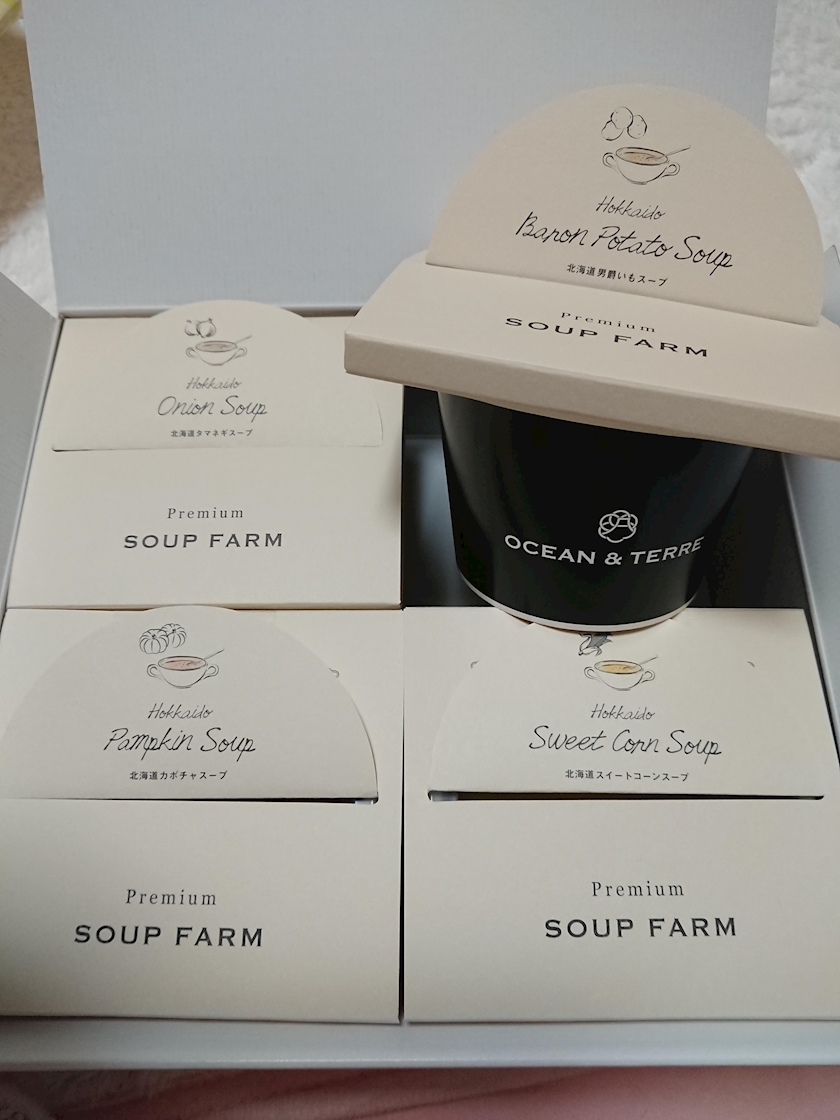 Hokkaido
Baron Potato Soup
北海道男爵いもスープ
Premium
SOUP FARM
OCEAN & TERRE
Hokkaido
Onion Soup
北海道タマネギスープ
Premium
SOUP FARM
Hokkaido
Pampkin Soup
北海道カボチャスープ
Premium
SOUP FARM
Hokkaido
Sweet Corn Soup
北海道スイートコーンスープ
Premium
SOUP FARM